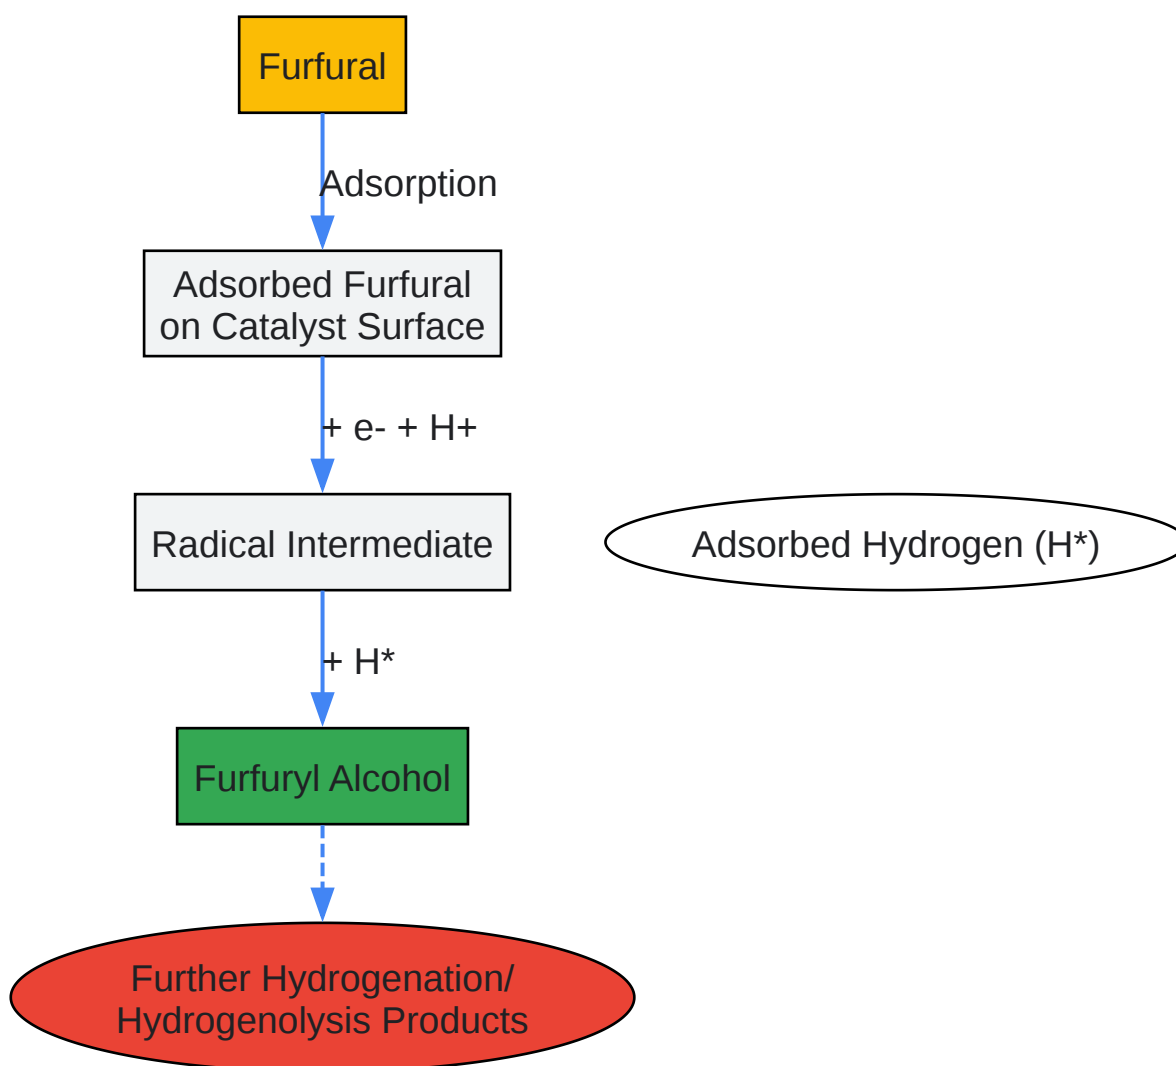 Furfural
Adsorption
Adsorbed Furfural
on Catalyst Surface
+ e- + H+
Radical Intermediate
Adsorbed Hydrogen (H*)
+ H*
Furfuryl Alcohol
Further Hydrogenation/
Hydrogenolysis Products